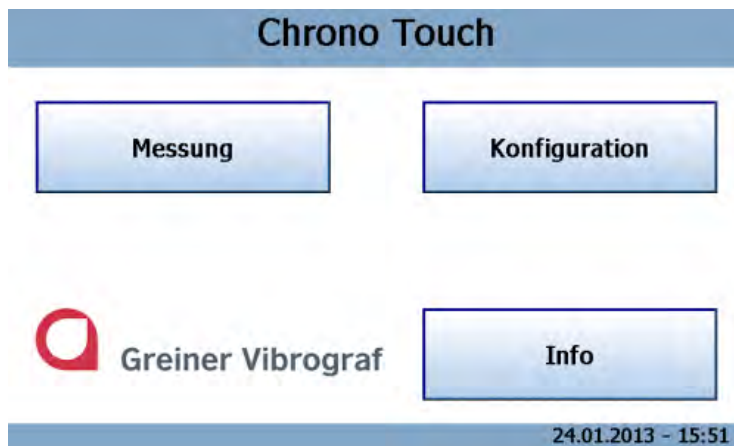 Chrono Touch
Messung
Konfiguration
Greiner Vibrograf
Info
24.01.2013 - 15:51